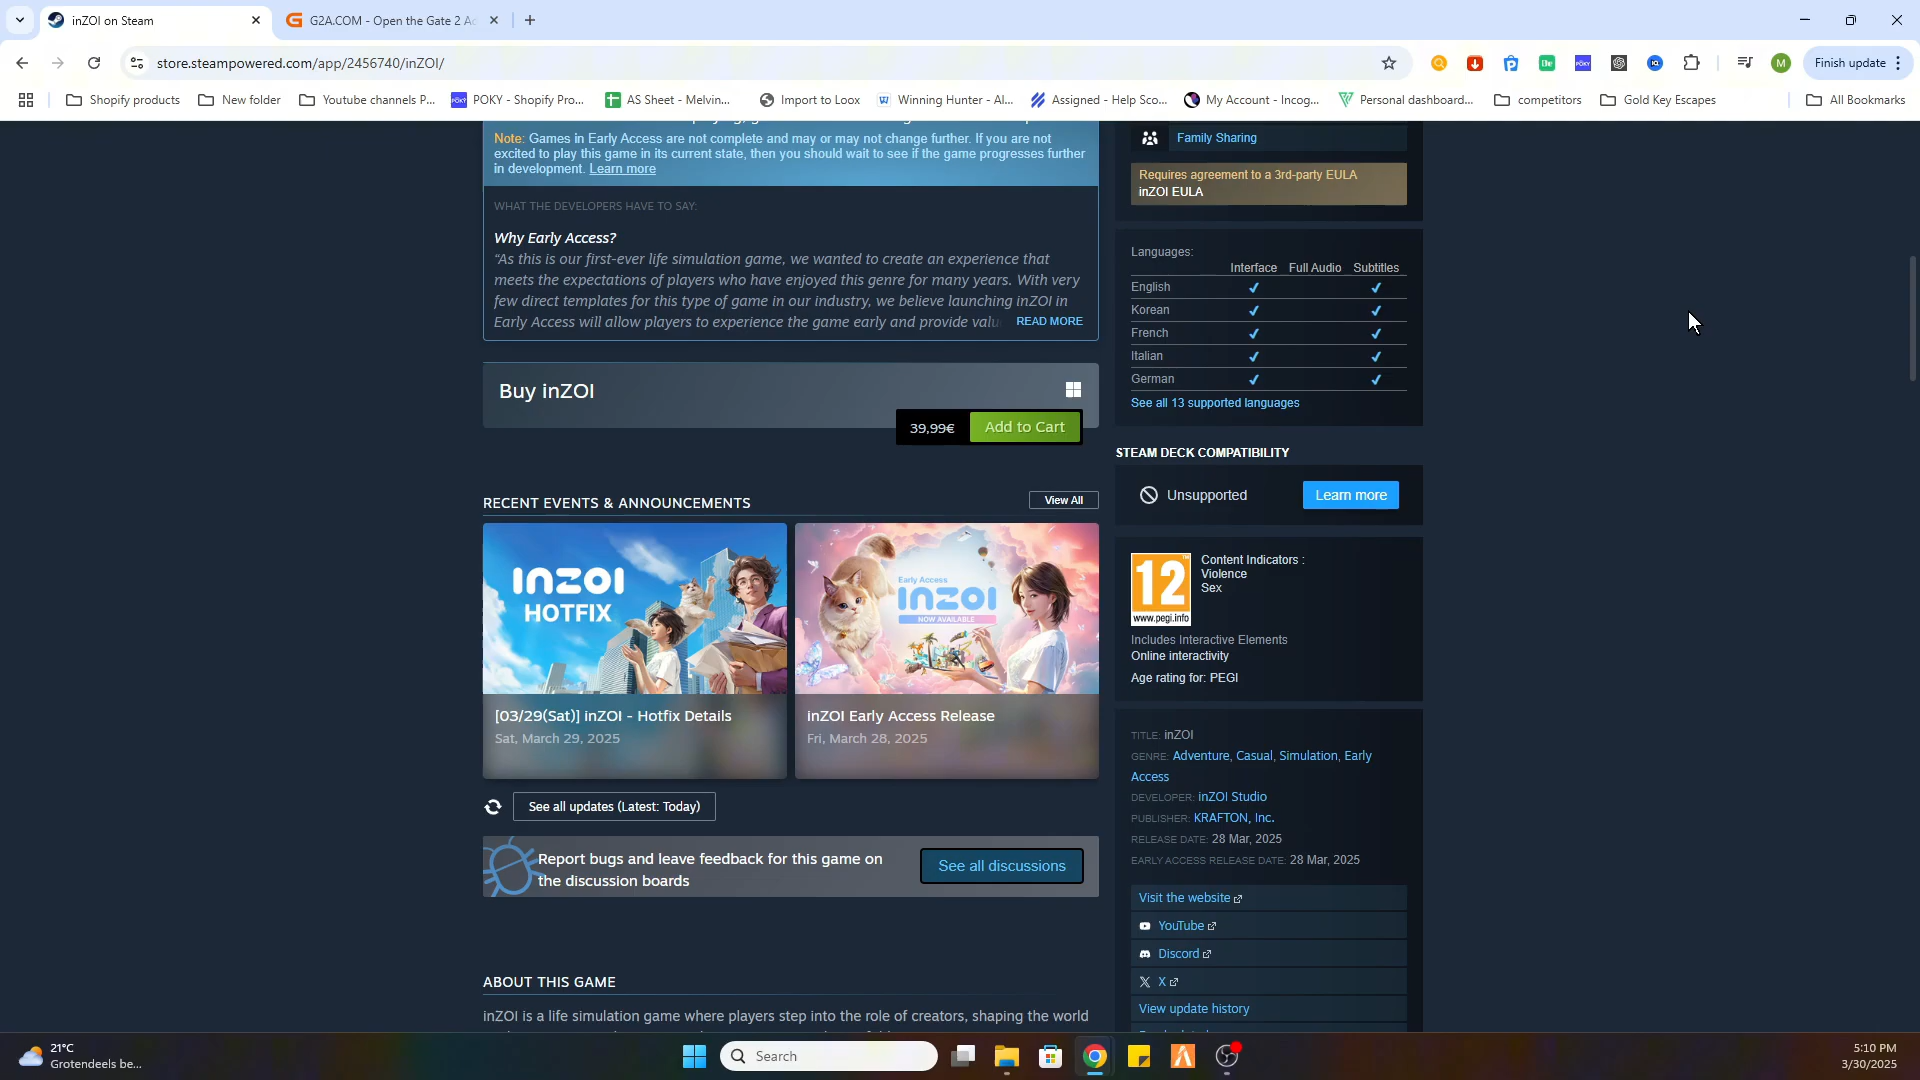 inZOI on Steam
G2A.COM - Open the Gate 2 Ad
store.steampowered.com/app/2456740/inZOI/
M
Finish update
Shopify products
New folder
Youtube channels P...
POKY - Shopify Pro...
AS Sheet - Melvin...
Import to Loox
Winning Hunter - AI...
Assigned - Help Sco...
My Account - Incog...
Personal dashboard...
competitors
Gold Key Escapes
All Bookmarks
Note: Games in Early Access are not complete and may or may not change further. If you are not
excited to play this game in its current state, then you should wait to see if the game progresses further
in development. Learn more
WHAT THE DEVELOPERS HAVE TO SAY:
Why Early Access?
“As this is our first-ever life simulation game, we wanted to create an experience that
meets the expectations of players who have enjoyed this genre for many years. With very
few direct templates for this type of game in our industry, we believe launching inZOI in
Early Access will allow players to experience the game early and provide valu READ MORE
Buy inZOI
39,99€
Add to Cart
RECENT EVENTS & ANNOUNCEMENTS
View All
inZOI
HOTFIX
[03/29(Sat)] inZOI - Hotfix Details
Sat, March 29, 2025
Early Access
inZOI
NOW AVAILABLE
inZOI Early Access Release
Fri, March 28, 2025
See all updates (Latest: Today)
Report bugs and leave feedback for this game on
the discussion boards
See all discussions
ABOUT THIS GAME
inZOI is a life simulation game where players step into the role of creators, shaping the world
Family Sharing
Requires agreement to a 3rd-party EULA
inZOI EULA
Languages:
Interface Full Audio Subtitles
English ✔ ✔
Korean ✔ ✔
French ✔ ✔
Italian ✔ ✔
German ✔ ✔
See all 13 supported languages
STEAM DECK COMPATIBILITY
Unsupported
Learn more
12
www.pegi.info
Content Indicators :
Violence
Sex
Includes Interactive Elements
Online interactivity
Age rating for: PEGI
TITLE: inZOI
GENRE: Adventure, Casual, Simulation, Early
Access
DEVELOPER: inZOI Studio
PUBLISHER: KRAFTON, Inc.
RELEASE DATE: 28 Mar, 2025
EARLY ACCESS RELEASE DATE: 28 Mar, 2025
Visit the website
YouTube
Discord
X
View update history
21°C
Grotendeels be...
Search
5:10 PM
3/30/2025